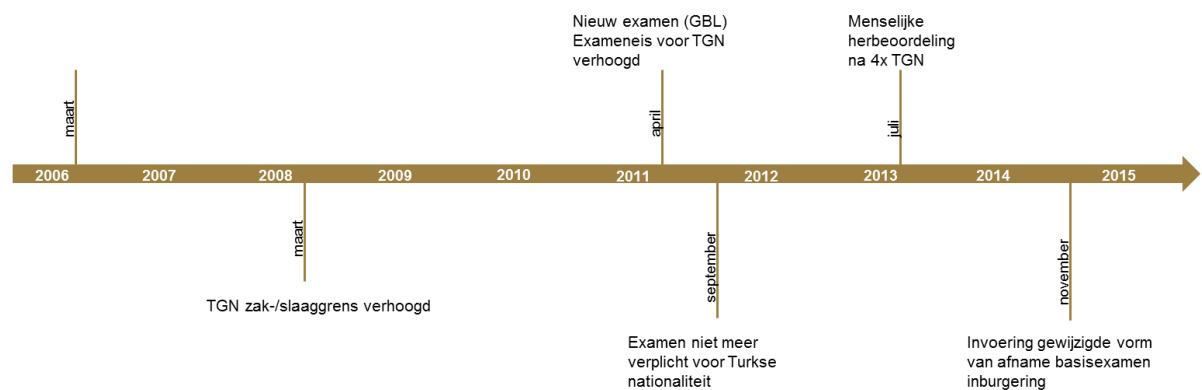 Nieuw examen (GBL)
Exameneis voor TGN
verhoogd
Menselijke
herbeoordeling
na 4x TGN
maart
april
juli
2006 2007 2008 2009 2010 2011 2012 2013 2014 2015
maart
september
november
TGN zak-/slaaggrens verhoogd
Examen niet meer
verplicht voor Turkse
nationaliteit
Invoering gewijzigde vorm
van afname basisexamen
inburgering